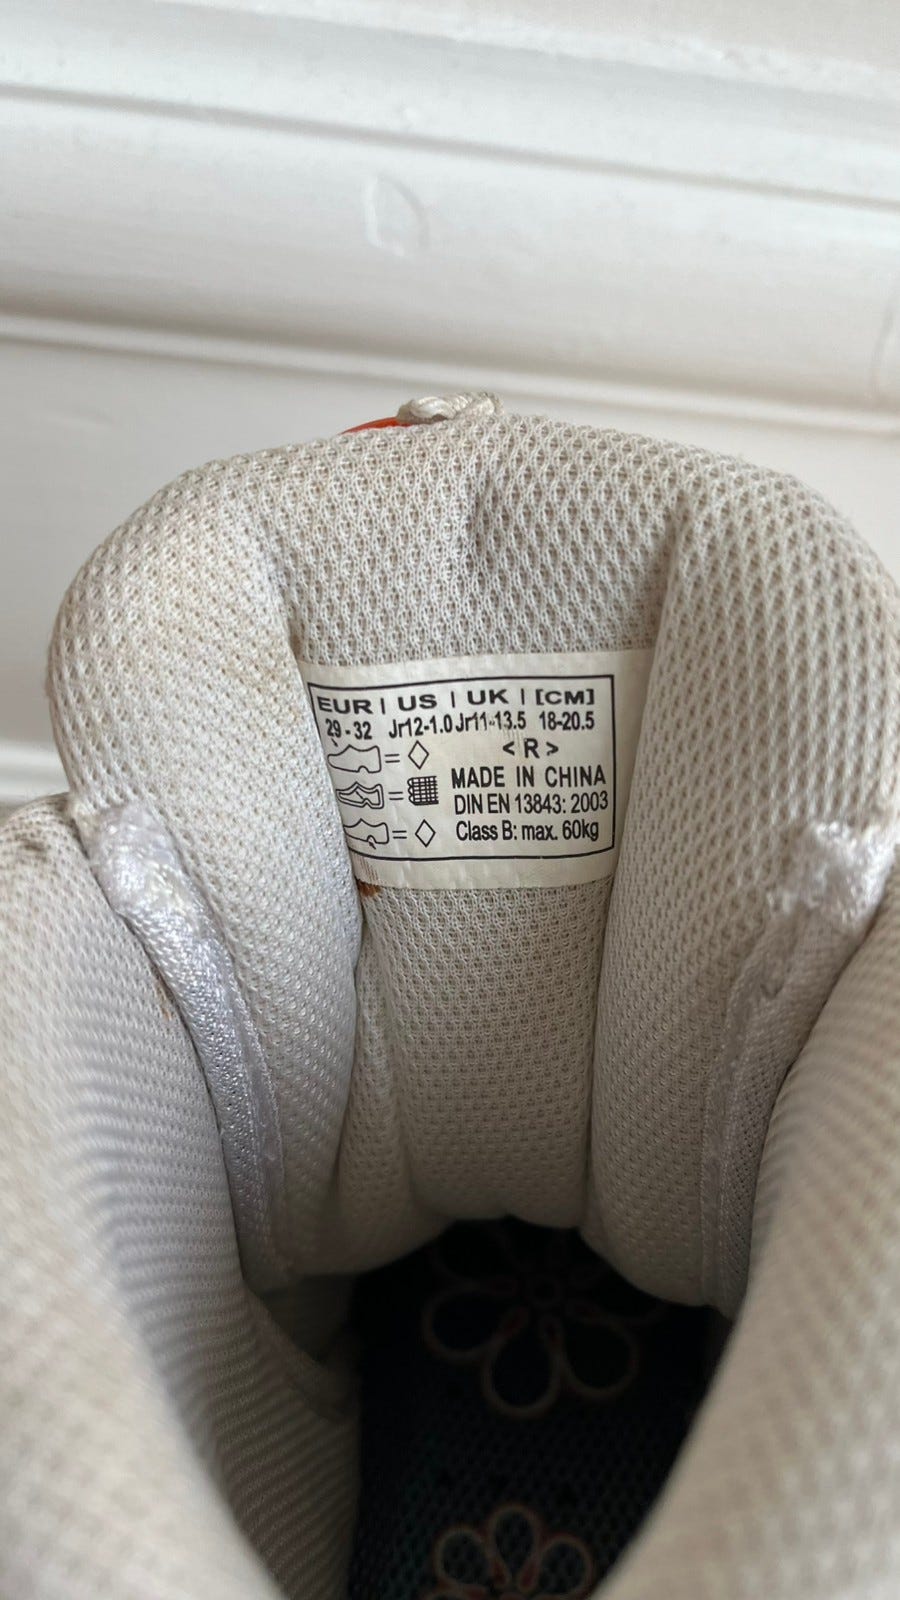 EUR | US | UK | [CM]
29-32 Jr12-1.0 Jr11-13.5 18-20.5
<R>
= MADE IN CHINA
= DIN EN 13843: 2003
= Class B: max. 60kg